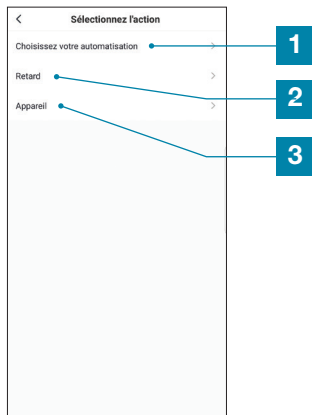 Sélectionnez l'action
Choisissez votre automatisation
1
Retard
2
Appareil
3